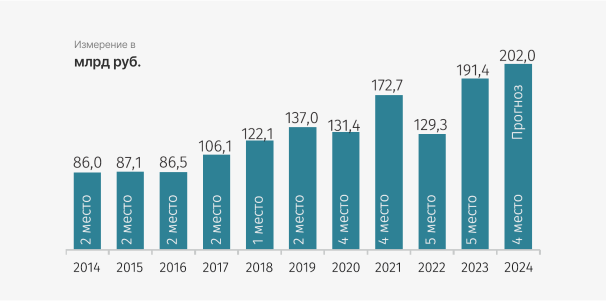 Измерение в
млрд руб.
86,0
87,1
86,5
106,1
122,1
137,0
131,4
172,7
129,3
191,4
202,0
2 место
2 место
2 место
2 место
1 место
2 место
4 место
4 место
5 место
5 место
4 место
Прогноз
2014 2015 2016 2017 2018 2019 2020 2021 2022 2023 2024